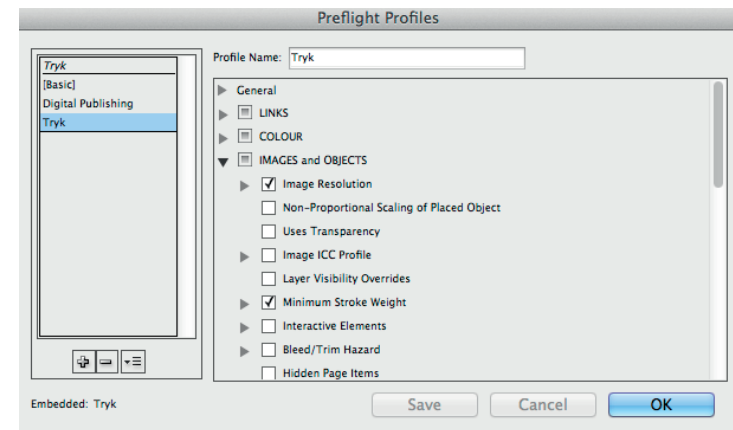 Preflight Profiles
Tryk
[Basic]
Digital Publishing
Tryk
Profile Name: Tryk
General
LINKS
COLOUR
IMAGES and OBJECTS
Image Resolution
Non-Proportional Scaling of Placed Object
Uses Transparency
Image ICC Profile
Layer Visibility Overrides
Minimum Stroke Weight
Interactive Elements
Bleed/Trim Hazard
Hidden Page Items
Embedded: Tryk
Save
Cancel
OK